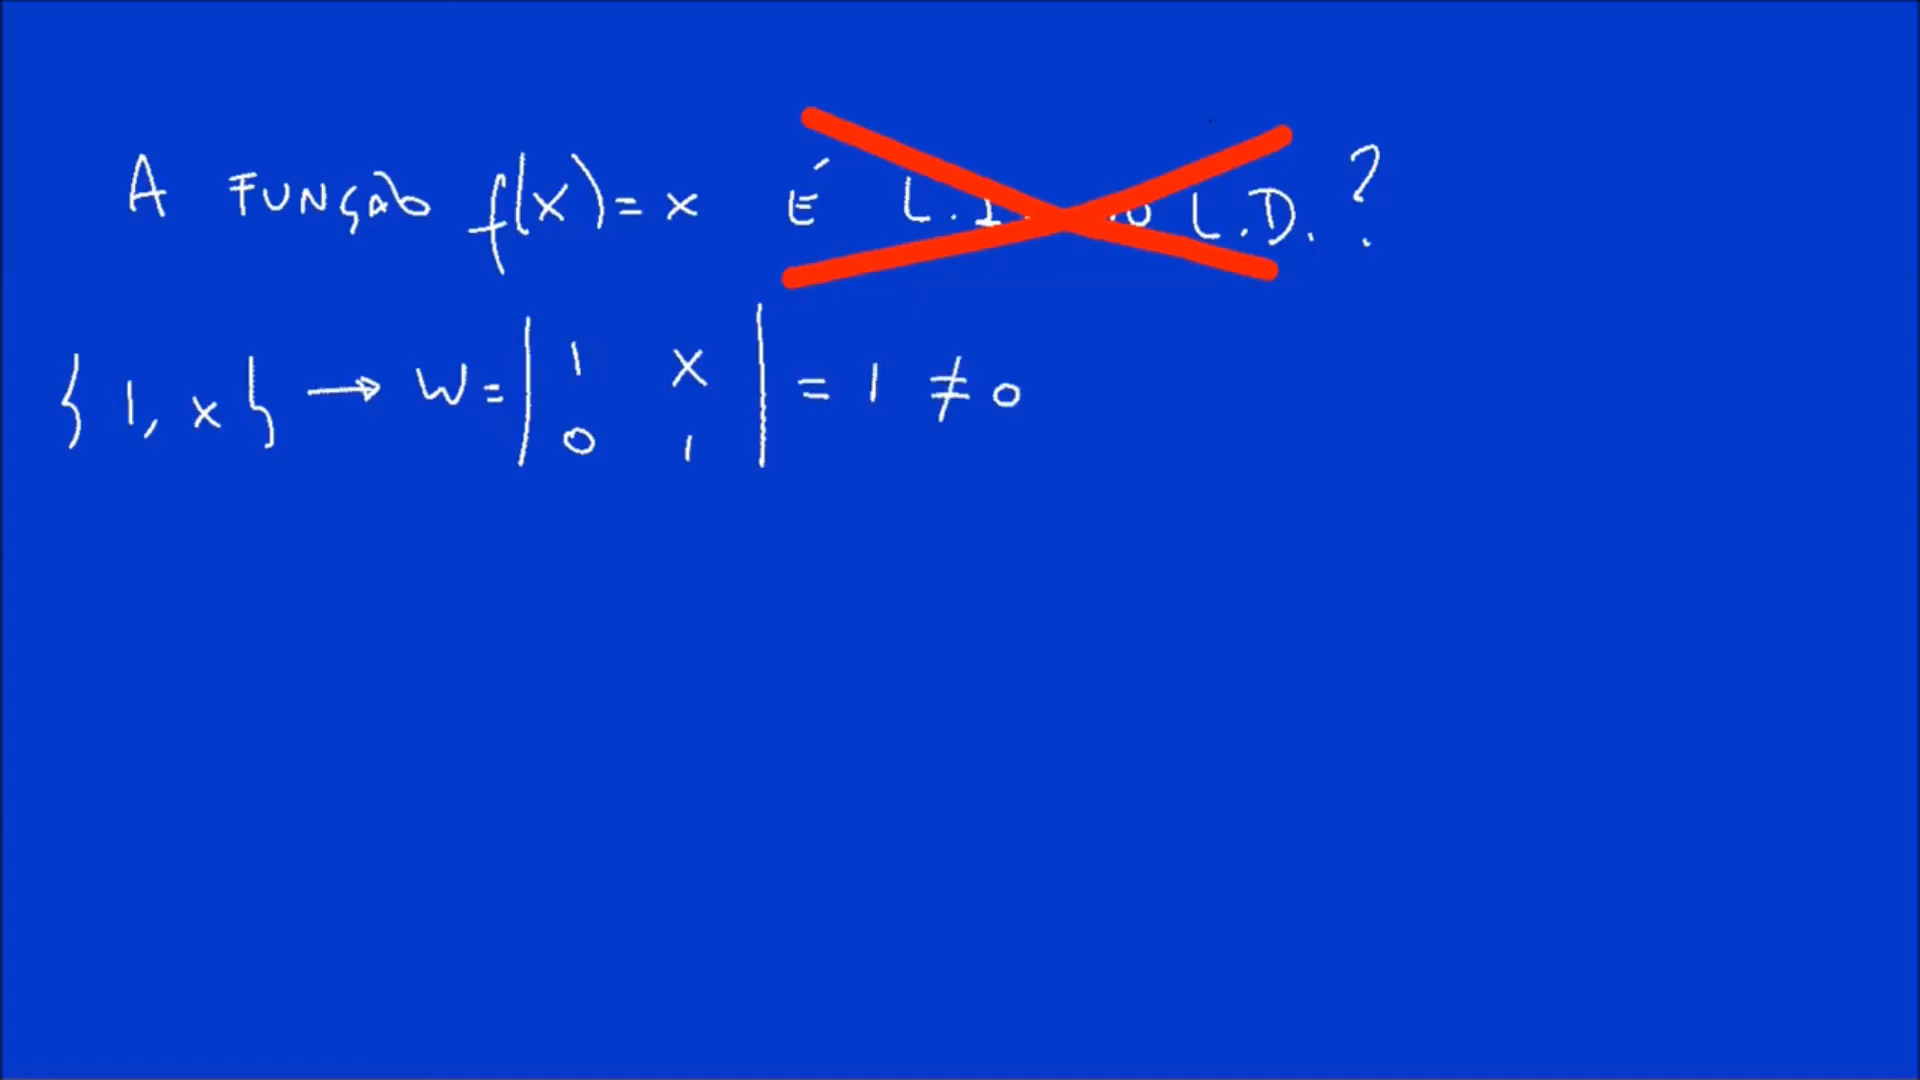 A FUNÇÃO f(x)=x É L.I. L.D.?
{1, x} → W= | 1 x | = 1 ≠ 0
| 0 1 |